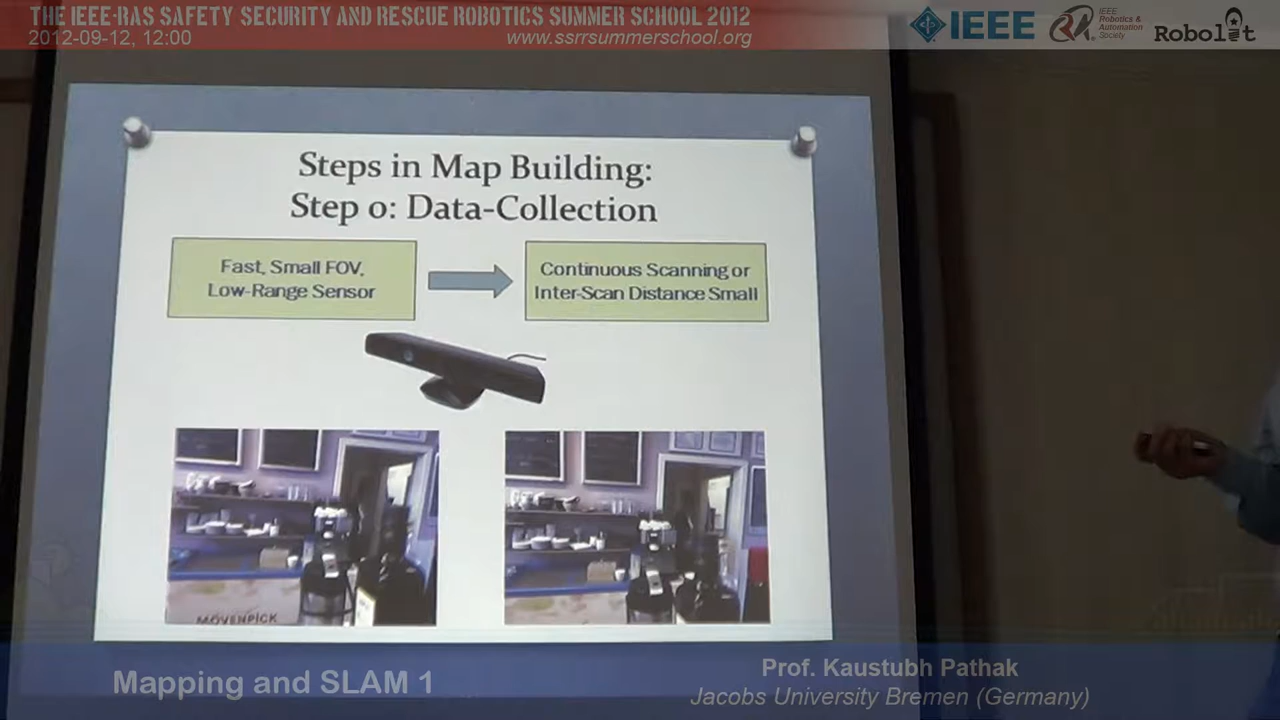 THE IEEE-RAS SAFETY SECURITY AND RESCUE ROBOTICS SUMMER SCHOOL 2012
2012-09-12, 12:00
www.ssrrsummerschool.org
IEEE
IEEE
Robotics &
Automation
Society
Robolit
Steps in Map Building:
Step 0: Data-Collection
Fast, Small FOV,
Low-Range Sensor
Continuous Scanning or
Inter-Scan Distance Small
MÖVENPICK
Mapping and SLAM 1
Prof. Kaustubh Pathak
Jacobs University Bremen (Germany)